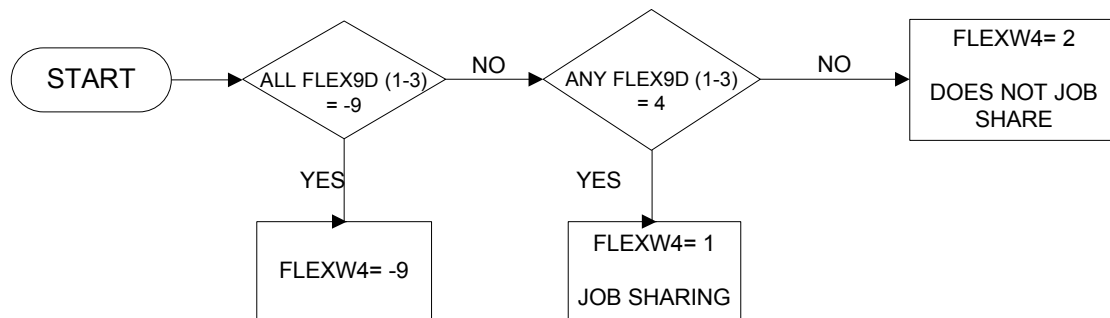 START
ALL FLEX9D (1-3)
= -9
NO
ANY FLEX9D (1-3)
= 4
NO
FLEXW4= 2
DOES NOT JOB
SHARE
YES
YES
FLEXW4= -9
FLEXW4= 1
JOB SHARING